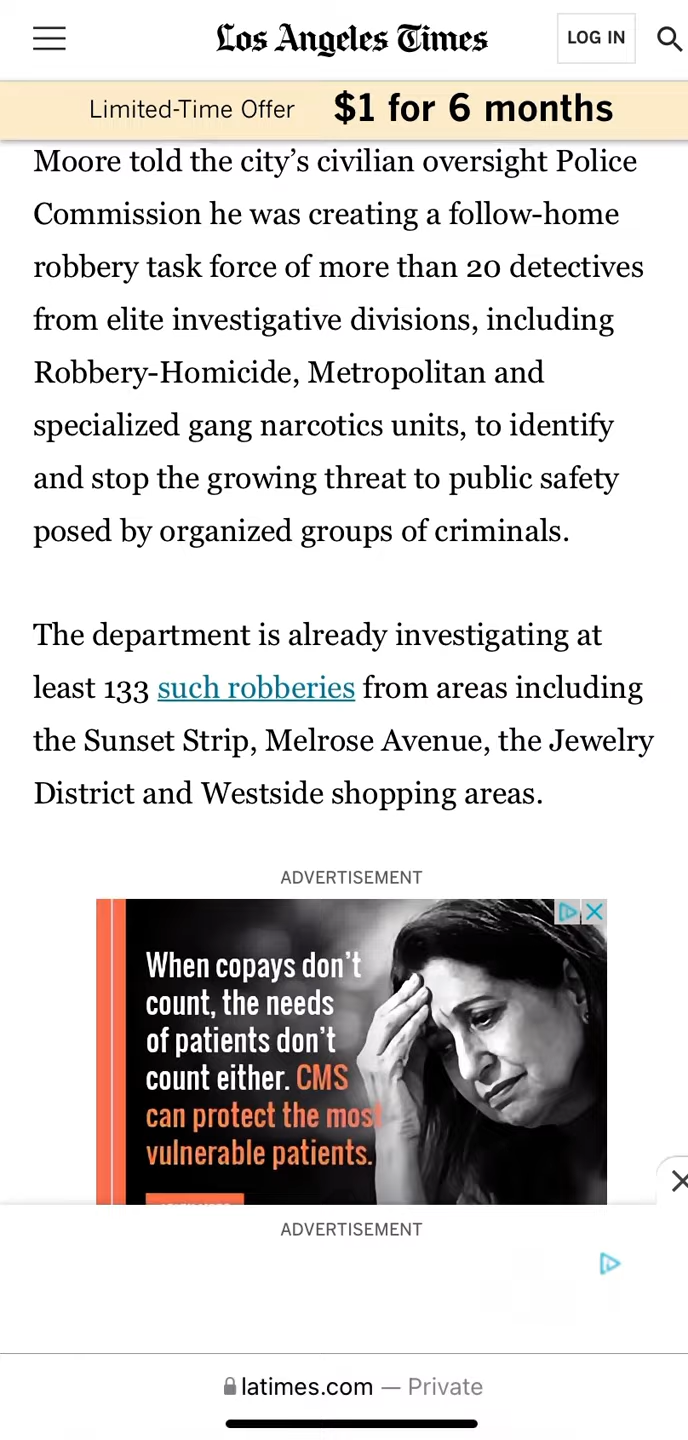 Los Angeles Times
LOG IN
Limited-Time Offer $1 for 6 months
Moore told the city’s civilian oversight Police
Commission he was creating a follow-home
robbery task force of more than 20 detectives
from elite investigative divisions, including
Robbery-Homicide, Metropolitan and
specialized gang narcotics units, to identify
and stop the growing threat to public safety
posed by organized groups of criminals.
The department is already investigating at
least 133 such robberies from areas including
the Sunset Strip, Melrose Avenue, the Jewelry
District and Westside shopping areas.
ADVERTISEMENT
When copays don’t
count, the needs
of patients don’t
count either. CMS
can protect the most
vulnerable patients.
ADVERTISEMENT
latimes.com — Private